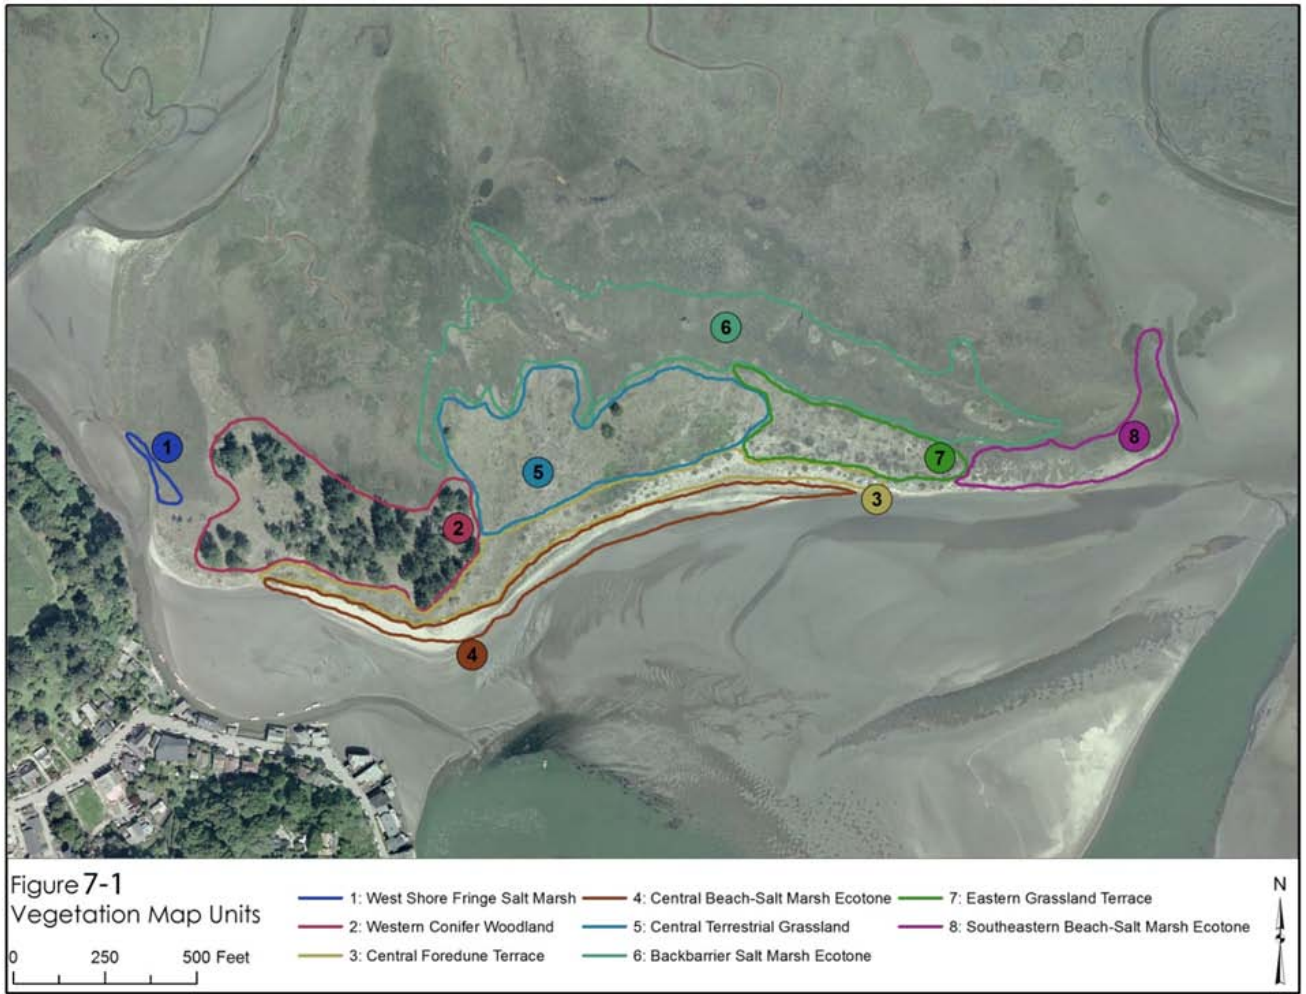 1
2
3
4
5
6
7
8
Figure 7-1
Vegetation Map Units
0 250 500 Feet
1: West Shore Fringe Salt Marsh
2: Western Conifer Woodland
3: Central Foredune Terrace
4: Central Beach-Salt Marsh Ecotone
5: Central Terrestrial Grassland
6: Backbarrier Salt Marsh Ecotone
7: Eastern Grassland Terrace
8: Southeastern Beach-Salt Marsh Ecotone
N